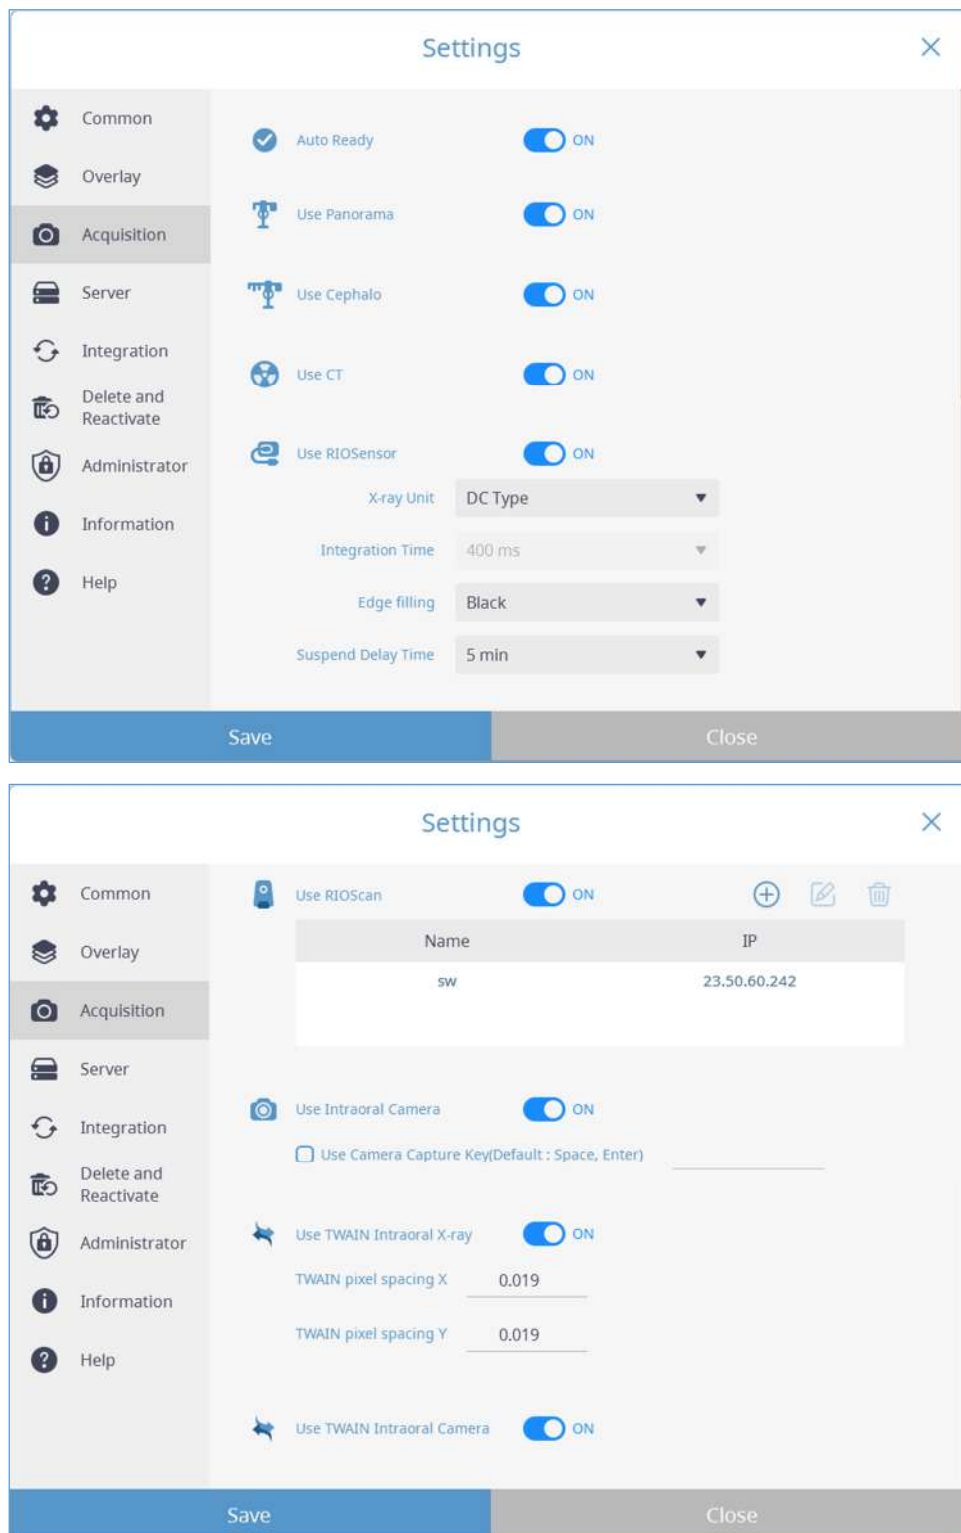 Settings
Common
Overlay
Acquisition
Server
Integration
Delete and
Reactivate
Administrator
Information
Help
Auto Ready ON
Use Panorama ON
Use Cephalo ON
Use CT ON
Use RIOSensor ON
X-ray Unit DC Type
Integration Time 400 ms
Edge filling Black
Suspend Delay Time 5 min
Save Close
Settings
Common
Overlay
Acquisition
Server
Integration
Delete and
Reactivate
Administrator
Information
Help
Use RIOScan ON
Name IP
sw 23.50.60.242
Use Intraoral Camera ON
Use Camera Capture Key(Default : Space, Enter)
Use TWAIN Intraoral X-ray ON
TWAIN pixel spacing X 0.019
TWAIN pixel spacing Y 0.019
Use TWAIN Intraoral Camera ON
Save Close